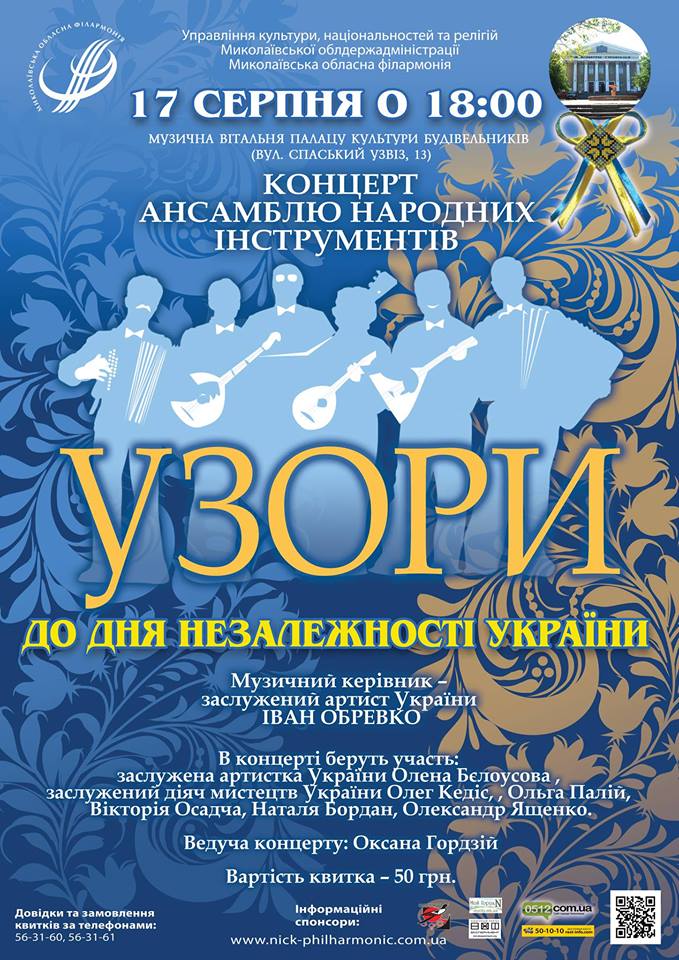 МИКОЛАЇВСЬКА ОБЛАСНА ФІЛАРМОНІЯ
Управління культури, національностей та релігій
Миколаївської облдержадміністрації
Миколаївська обласна філармонія
17 СЕРПНЯ О 18:00
МУЗИЧНА ВІТАЛЬНЯ ПАЛАЦУ КУЛЬТУРИ БУДІВЕЛЬНИКІВ
(ВУЛ. СПАСЬКИЙ УЗВІЗ, 13)
КОНЦЕРТ
АНСАМБЛЮ НАРОДНИХ
ІНСТРУМЕНТІВ
УЗОРИ
ДО ДНЯ НЕЗАЛЕЖНОСТІ УКРАЇНИ
Музичний керівник –
заслужений артист України
ІВАН ОБРЕВКО
В концерті беруть участь:
заслужена артистка України Олена Бєлоусова ,
заслужений діяч мистецтв України Олег Кедіс, , Ольга Палій,
Вікторія Осадча, Наталя Бордан, Олександр Ященко.
Ведуча концерту: Оксана Гордзій
Вартість квитка – 50 грн.
Довідки та замовлення
квитків за телефонами:
56-31-60, 56-31-61
Інформаційні
спонсори:
www.nick-philharmonic.com.ua
0512.com.ua
50-10-10